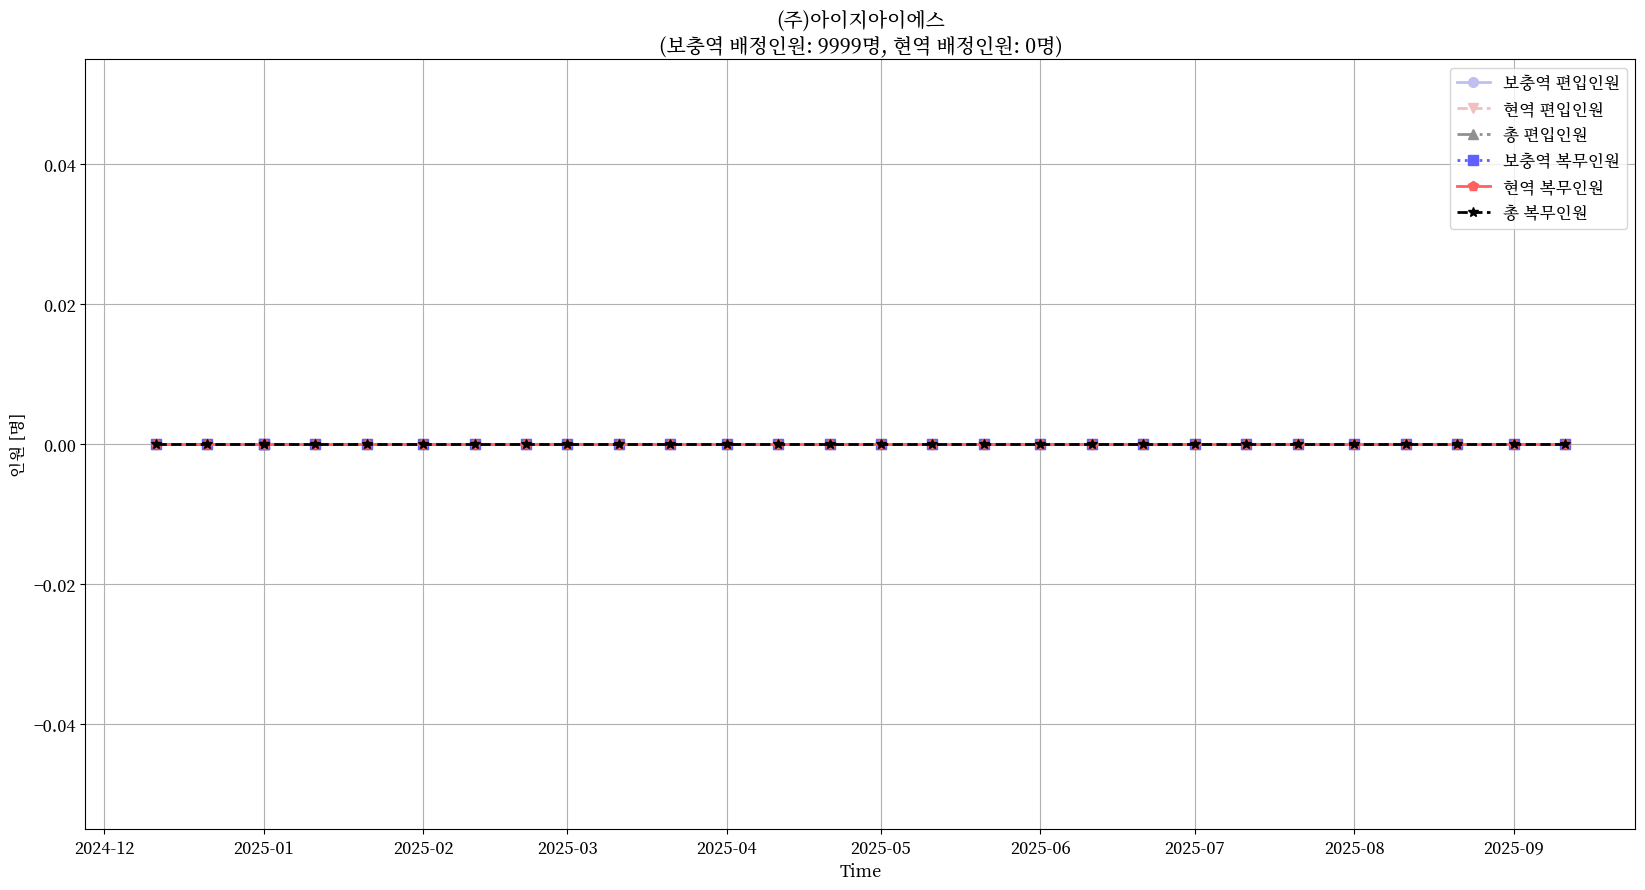 (주)아이지아이에스
(보충역 배정인원: 9999명, 현역 배정인원: 0명)
보충역 편입인원
현역 편입인원
총 편입인원
보충역 복무인원
현역 복무인원
총 복무인원
인원 [명]
0.04
0.02
0.00
−0.02
−0.04
2024-12
2025-01
2025-02
2025-03
2025-04
2025-05
2025-06
2025-07
2025-08
2025-09
Time